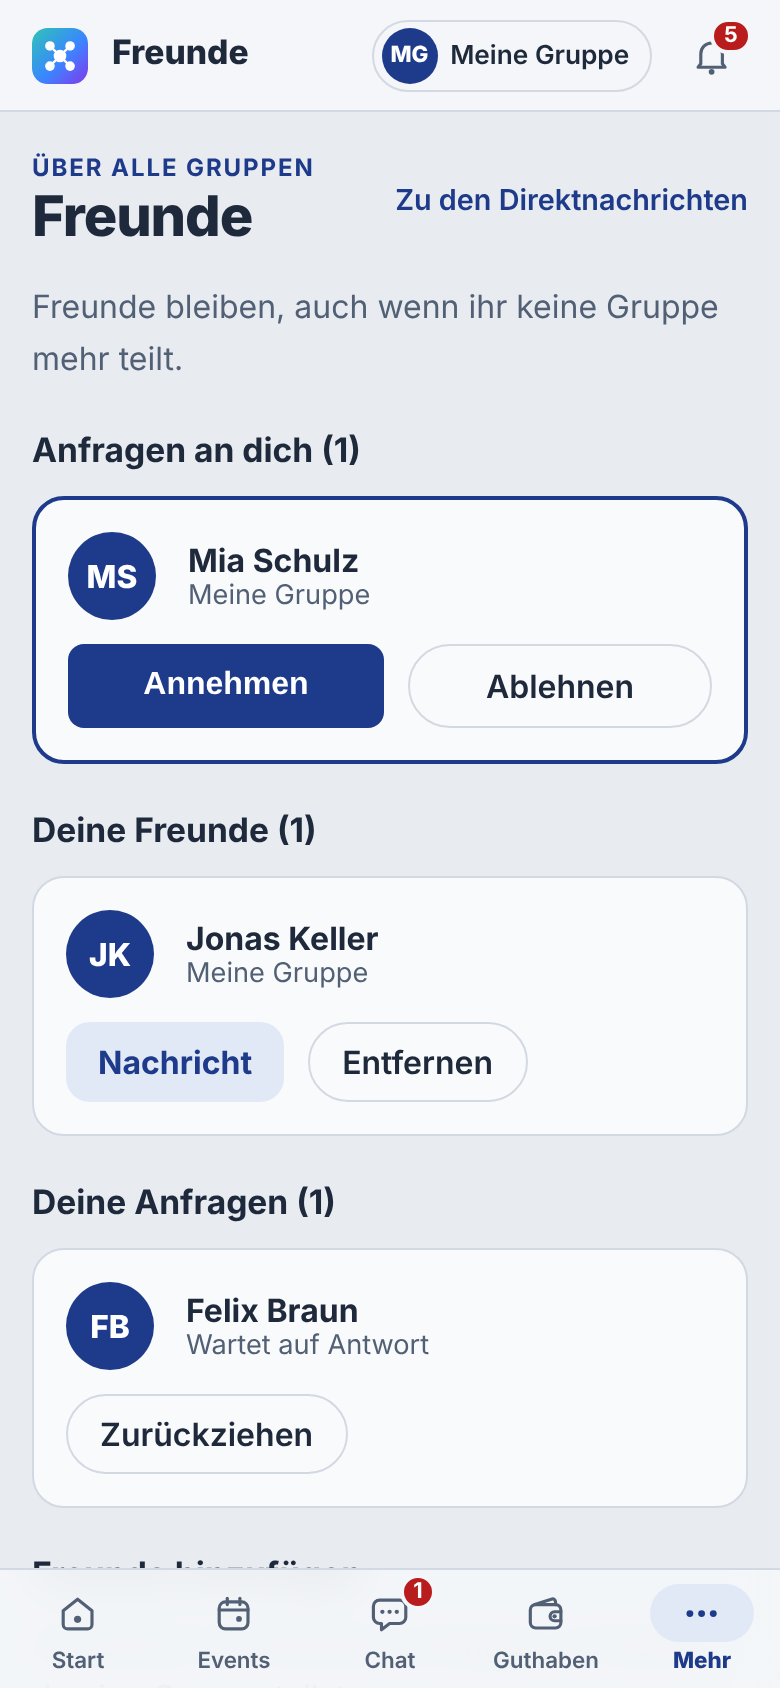 Freunde
MG Meine Gruppe
5
ÜBER ALLE GRUPPEN
Freunde
Zu den Direktnachrichten
Freunde bleiben, auch wenn ihr keine Gruppe
mehr teilt.
Anfragen an dich (1)
MS
Mia Schulz
Meine Gruppe
Annehmen
Ablehnen
Deine Freunde (1)
JK
Jonas Keller
Meine Gruppe
Nachricht
Entfernen
Deine Anfragen (1)
FB
Felix Braun
Wartet auf Antwort
Zurückziehen
Freunde hinzufügen
1
Start
Events
Chat
Guthaben
Mehr